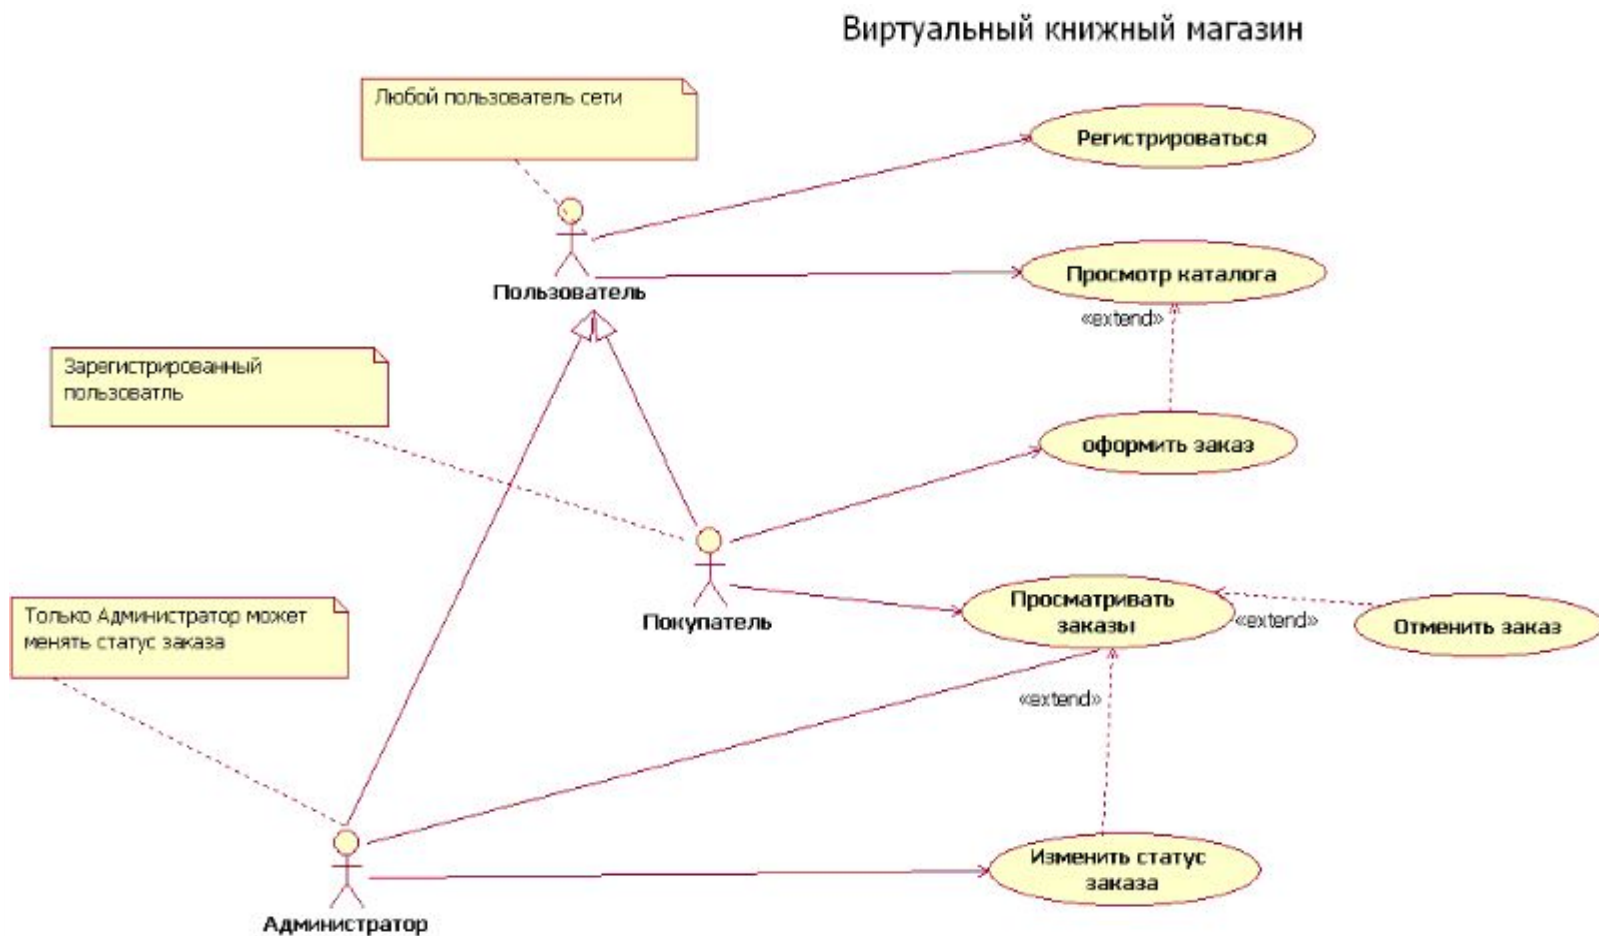 Виртуальный книжный магазин
Любой пользователь сети
Регистрироваться
Пользователь
Просмотр каталога
«extend»
Зарегистрированный
пользоватль
оформить заказ
Только Администратор может
менять статус заказа
Покупатель
Просматривать
заказы
«extend»
Отменить заказ
«extend»
Изменить статус
заказа
Администратор